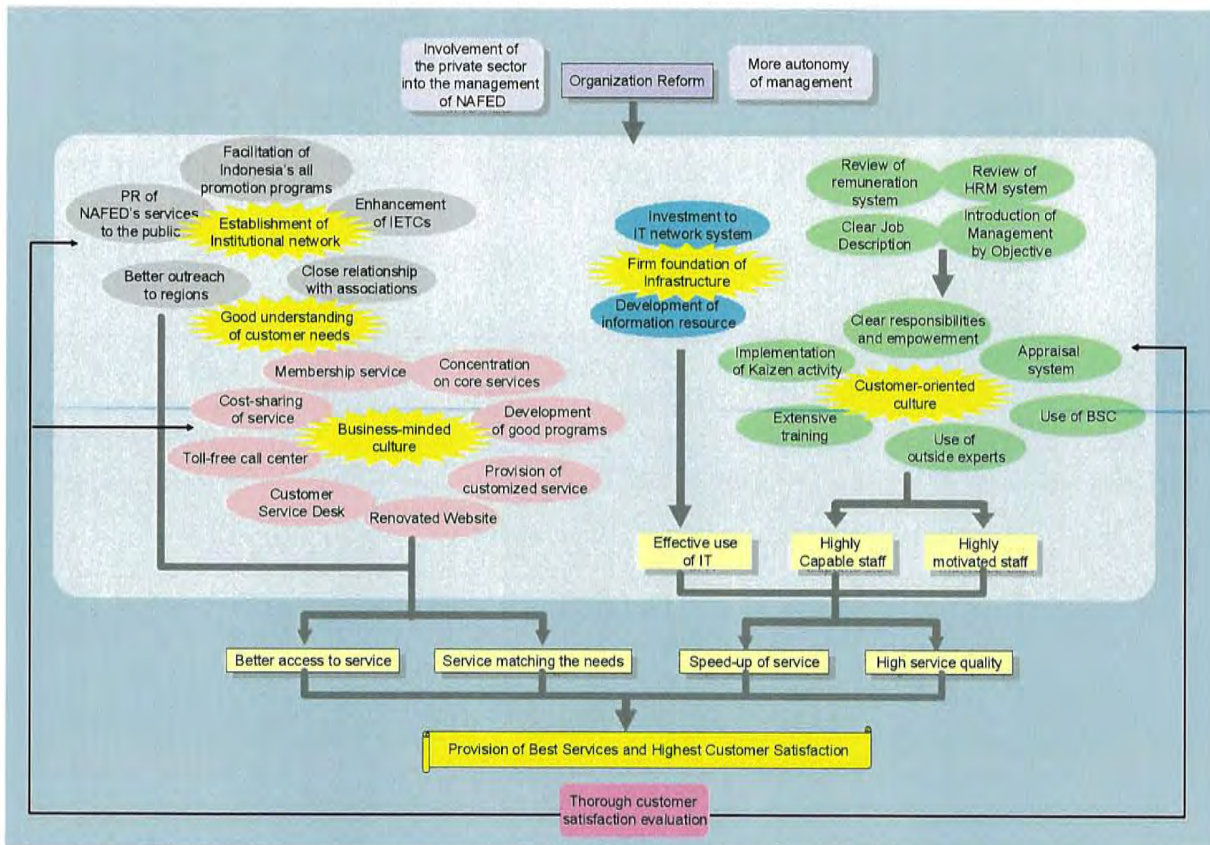 Involvement of
the private sector
into the management
of NAFED
Organization Reform
More autonomy
of management
Facilitation of
Indonesia's all
promotion programs
PR of
NAFED's services
to the public
Establishment of
Institutional network
Enhancement
of IETCs
Better outreach
to regions
Close relationship
with associations
Good understanding
of customer needs
Membership service
Concentration
on core services
Cost-sharing
of service
Business-minded
culture
Development
of good programs
Toll-free call center
Provision of
customized service
Customer
Service Desk
Renovated Website
Investment to
IT network system
Firm foundation of
Infrastructure
Development of
information resource
Review of
remuneration
system
Review of
HRM system
Clear Job
Description
Introduction of
Management
by Objective
Clear responsibilities
and empowerment
Implementation
of Kaizen activity
Appraisal
system
Customer-oriented
culture
Extensive
training
Use of BSC
Use of
outside experts
Effective use
of IT
Highly
Capable staff
Highly
motivated staff
Better access to service
Service matching the needs
Speed-up of service
High service quality
Provision of Best Services and Highest Customer Satisfaction
Thorough customer
satisfaction evaluation